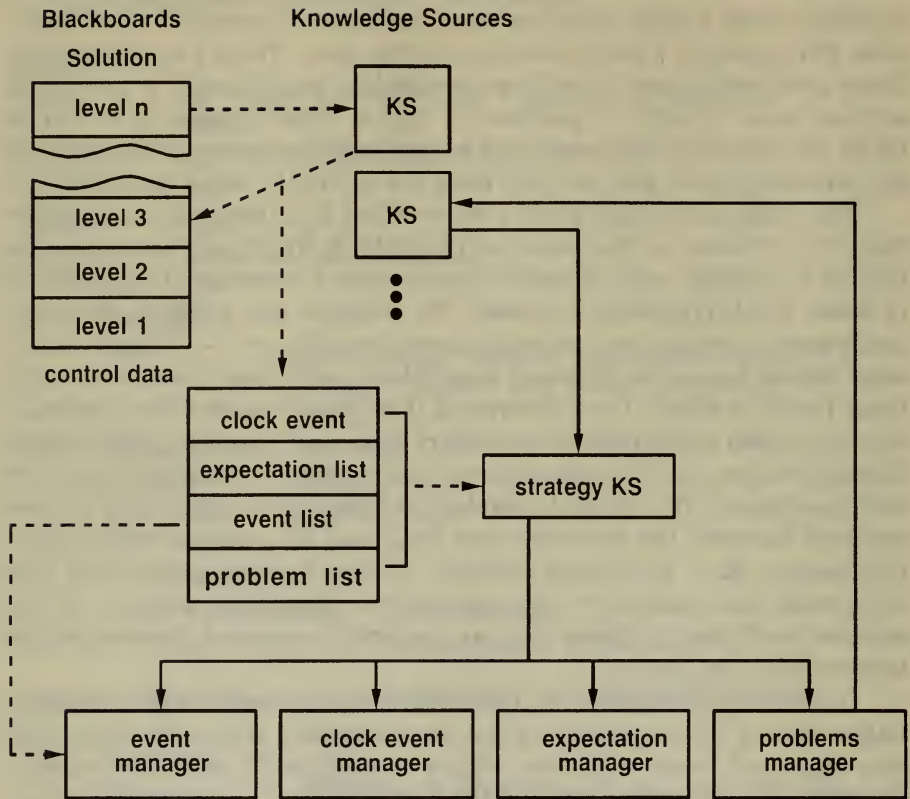 Blackboards
Knowledge Sources
Solution
level n
KS
level 3
KS
level 2
level 1
control data
clock event
expectation list
strategy KS
event list
problem list
event
manager
clock event
manager
expectation
manager
problems
manager